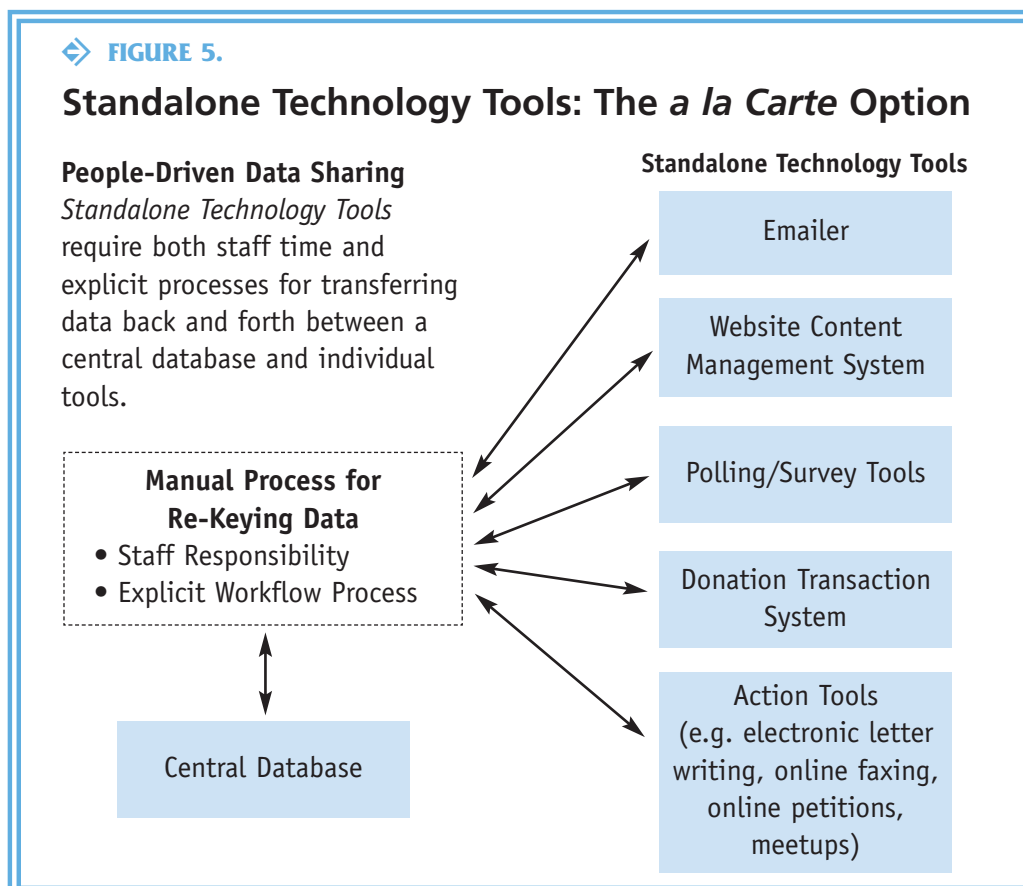 FIGURE 5.
Standalone Technology Tools: The a la Carte Option
People-Driven Data Sharing
Standalone Technology Tools
require both staff time and
explicit processes for transferring
data back and forth between a
central database and individual
tools.
Manual Process for
Re-Keying Data
• Staff Responsibility
• Explicit Workflow Process
Central Database
Standalone Technology Tools
Emailer
Website Content
Management System
Polling/Survey Tools
Donation Transaction
System
Action Tools
(e.g. electronic letter
writing, online faxing,
online petitions,
meetups)